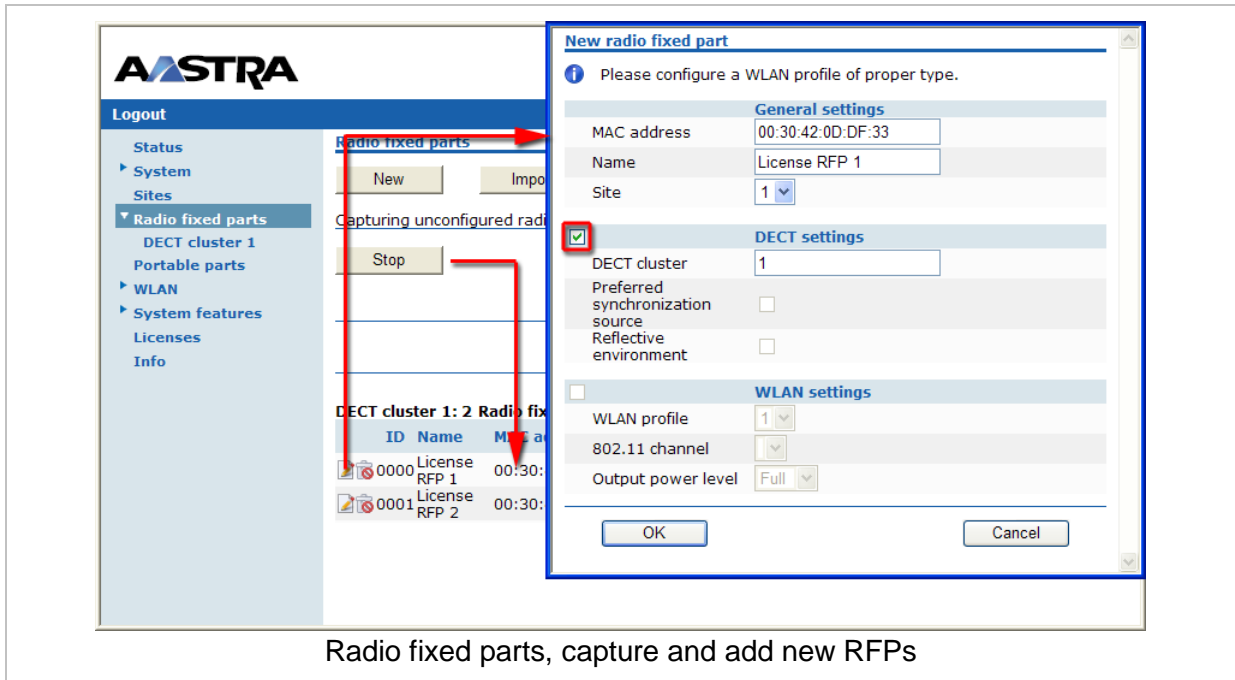 AASTRA
Logout
Status
System
Sites
Radio fixed parts
DECT cluster 1
Portable parts
WLAN
System features
Licenses
Info
Radio fixed parts
New
Impo
Capturing unconfigured radi
Stop
DECT cluster 1: 2 Radio fix
ID Name
0000 License RFP 1 00:30:
0001 License RFP 2 00:30:
New radio fixed part
Please configure a WLAN profile of proper type.
General settings
MAC address 00:30:42:0D:DF:33
Name License RFP 1
Site 1
DECT settings
DECT cluster 1
Preferred
synchronization
source
Reflective
environment
WLAN settings
WLAN profile 1
802.11 channel
Output power level Full
OK Cancel
Radio fixed parts, capture and add new RFPs